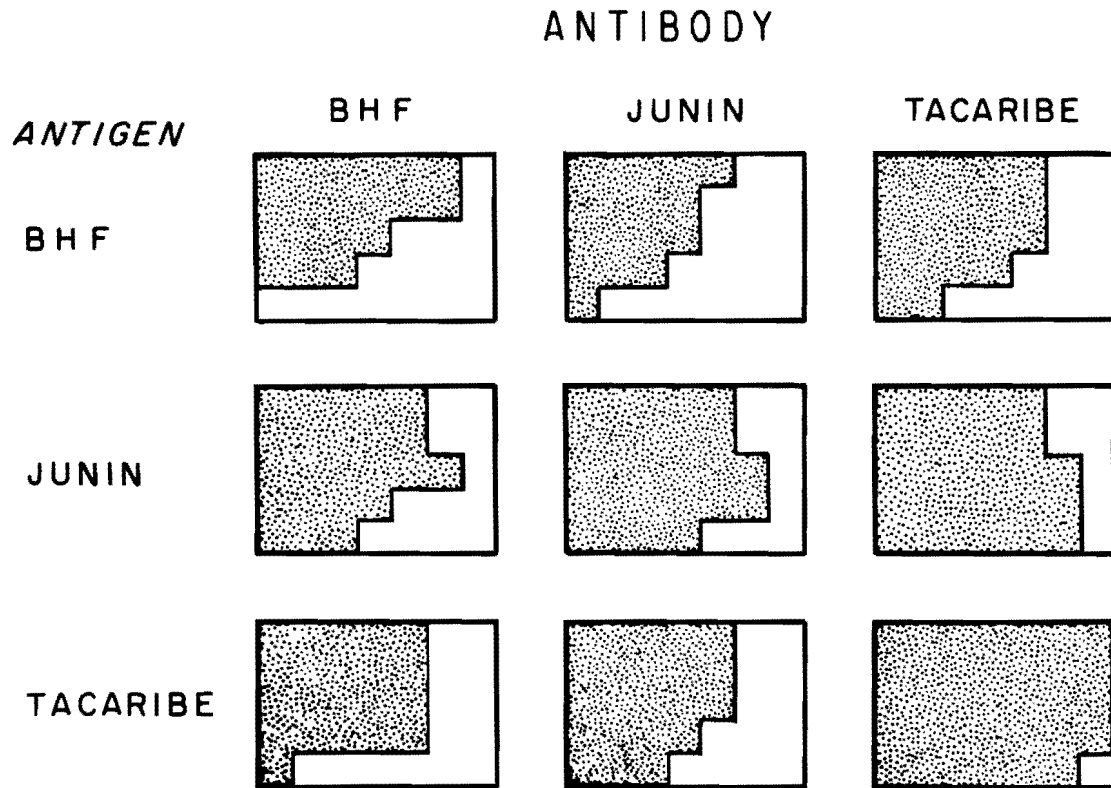 ANTIBODY
BHF JUNIN TACARIBE
ANTIGEN
BHF
JUNIN
TACARIBE